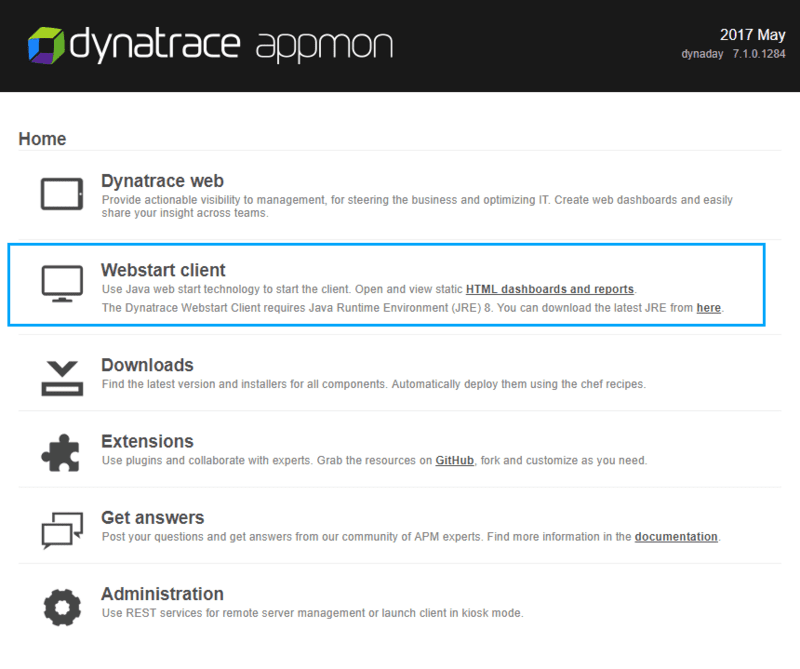 dynatrace appmon
2017 May
dynaday 7.1.0.1284
Home
Dynatrace web
Provide actionable visibility to management, for steering the business and optimizing IT. Create web dashboards and easily
share your insight across teams.
Webstart client
Use Java web start technology to start the client. Open and view static HTML dashboards and reports.
The Dynatrace Webstart Client requires Java Runtime Environment (JRE) 8. You can download the latest JRE from here.
Downloads
Find the latest version and installers for all components. Automatically deploy them using the chef recipes.
Extensions
Use plugins and collaborate with experts. Grab the resources on GitHub, fork and customize as you need.
Get answers
Post your questions and get answers from our community of APM experts. Find more information in the documentation.
Administration
Use REST services for remote server management or launch client in kiosk mode.